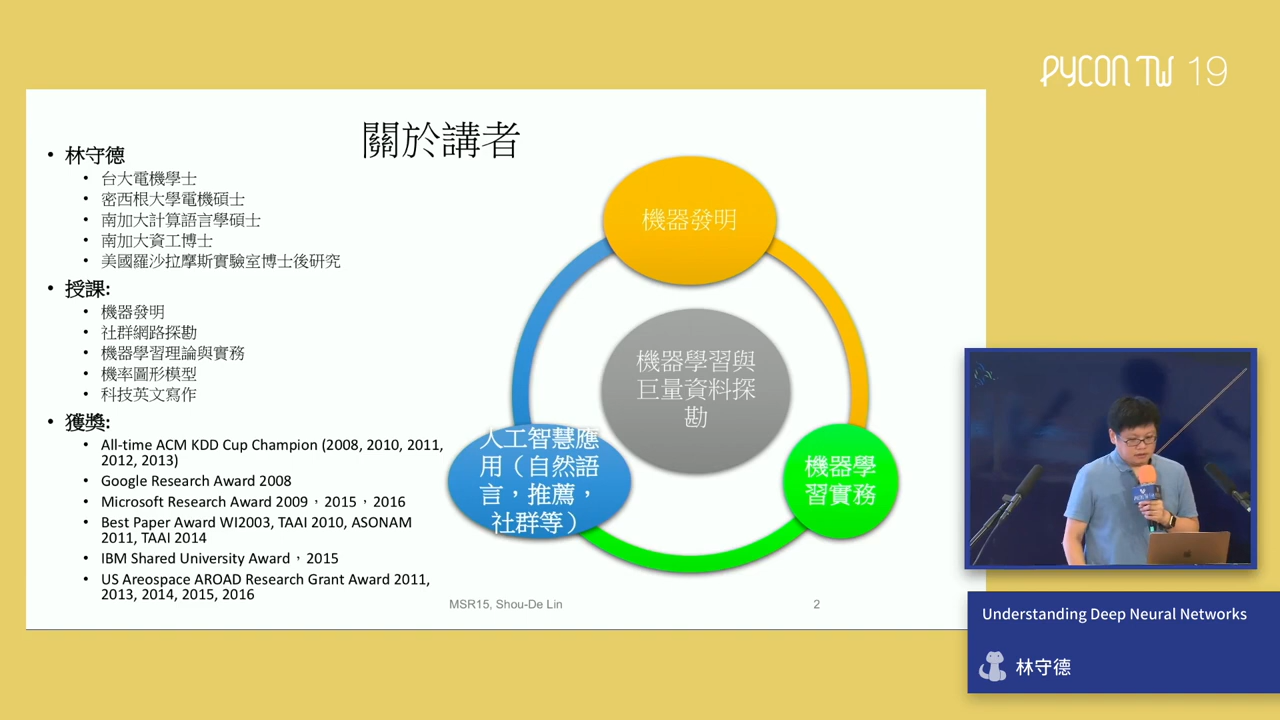 PYCON TW 19
關於講者
• 林守德
• 台大電機學士
• 密西根大學電機碩士
• 南加大計算語言學碩士
• 南加大資工博士
• 美國羅沙拉摩斯實驗室博士後研究
• 授課:
• 機器發明
• 社群網路探勘
• 機器學習理論與實務
• 機率圖形模型
• 科技英文寫作
• 獲獎:
• All-time ACM KDD Cup Champion (2008, 2010, 2011,
2012, 2013)
• Google Research Award 2008
• Microsoft Research Award 2009，2015，2016
• Best Paper Award WI2003, TAAI 2010, ASONAM
2011, TAAI 2014
• IBM Shared University Award，2015
• US Areospace AROAD Research Grant Award 2011,
2013, 2014, 2015, 2016
機器發明
機器學習與
巨量資料探
勘
人工智慧應
用（自然語
言，推薦，
社群等）
機器學
習實務
MSR15, Shou-De Lin
2
Understanding Deep Neural Networks
林守德